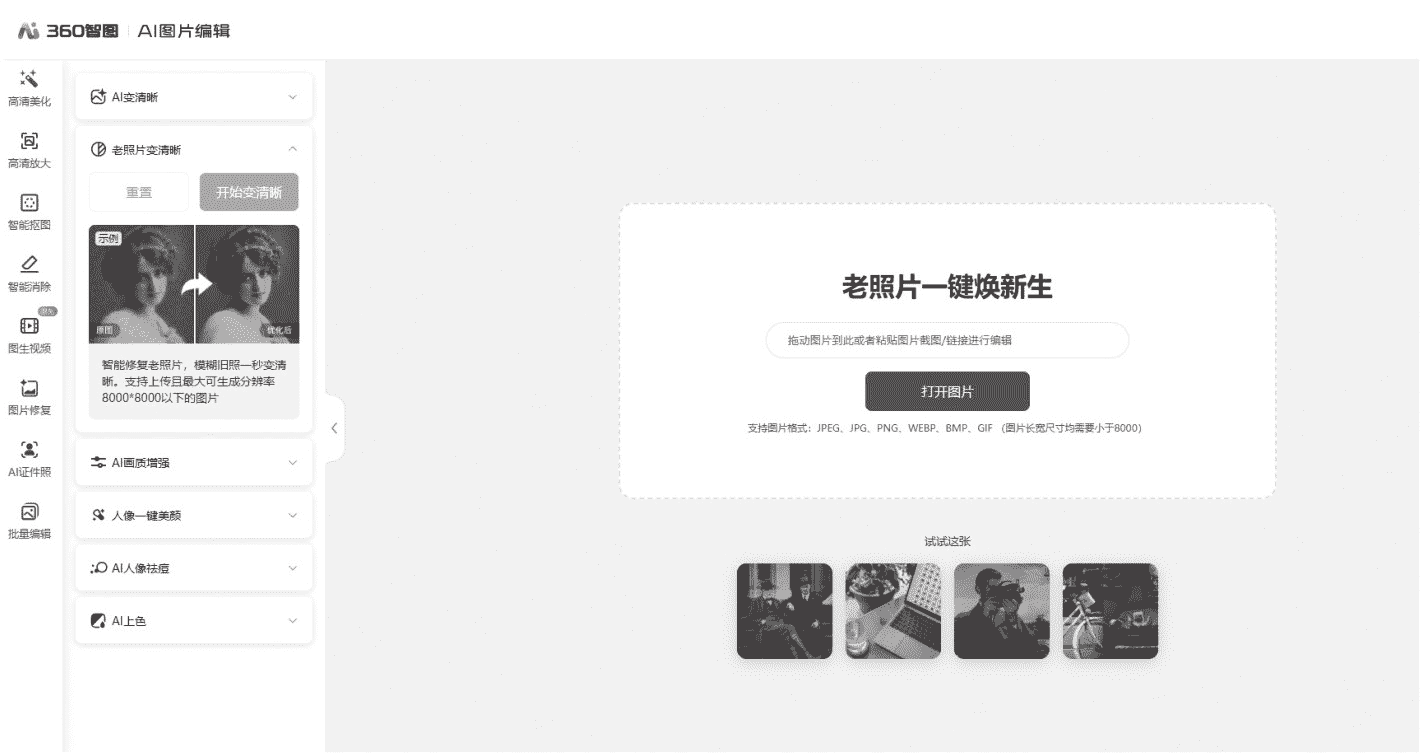 360智图 AI图片编辑
高清美化
高清放大
智能抠图
智能消除
图生视频
图片修复
AI证件照
批量编辑
AI变清晰
老照片变清晰
重置
开始变清晰
示例
原图
优化后
智能修复老照片，模糊旧照一秒变清
晰。支持上传且最大可生成分辨率
8000*8000以下的图片
AI画质增强
人像一键美颜
AI人像祛痘
AI上色
老照片一键焕新生
拖动图片到此或者粘贴图片截图/链接进行编辑
打开图片
支持图片格式：JPEG、JPG、PNG、WEBP、BMP、GIF （图片长宽尺寸均需要小于8000）
试试这张